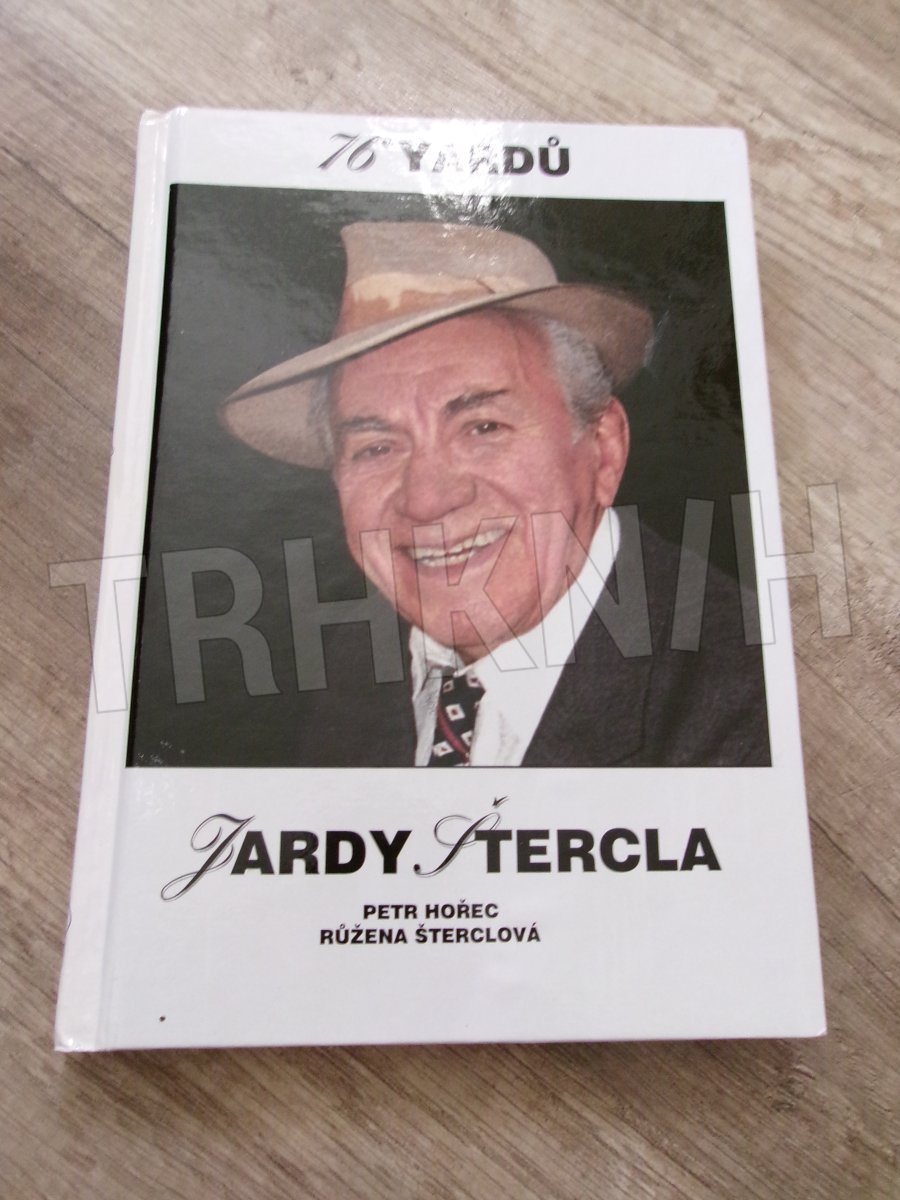 76 YARDŮ
TRHKNIH
JARDY ŠTERCLA
PETR HOŘEC
RŮŽENA ŠTERCLOVÁ